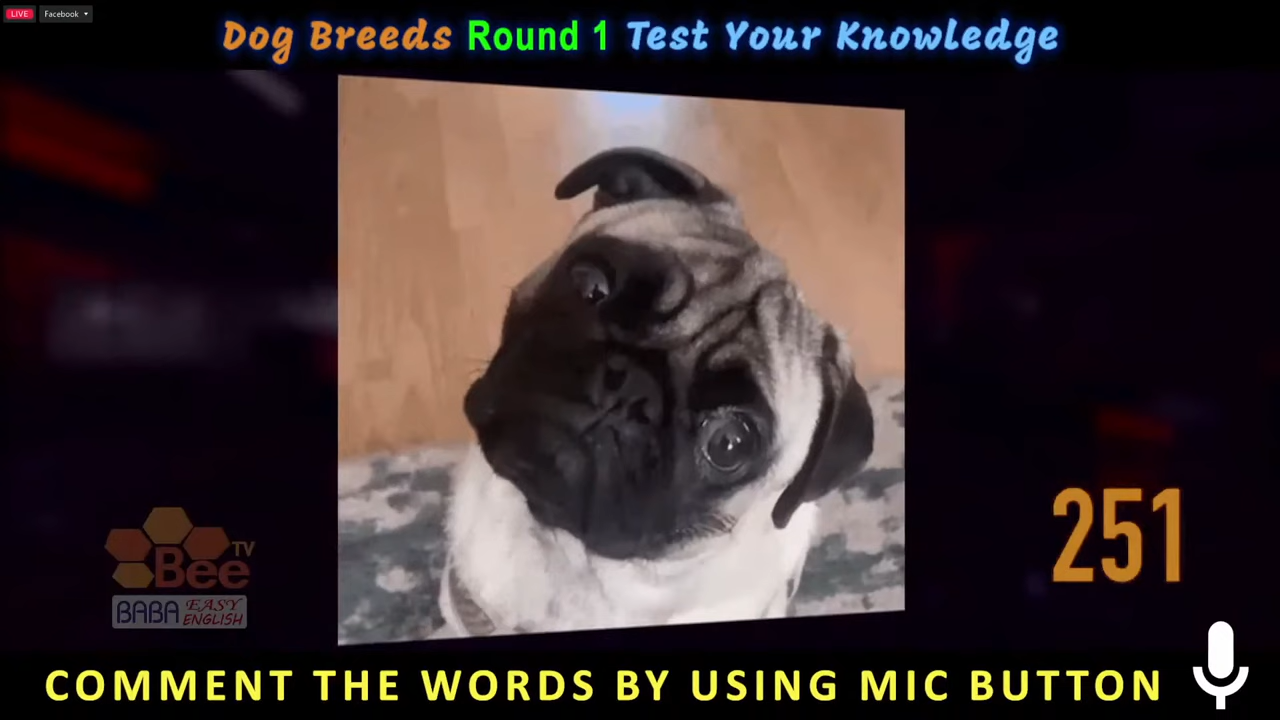 LIVE
Facebook
Dog Breeds Round 1 Test Your Knowledge
251
Bee TV
BABA EASY ENGLISH
COMMENT THE WORDS BY USING MIC BUTTON